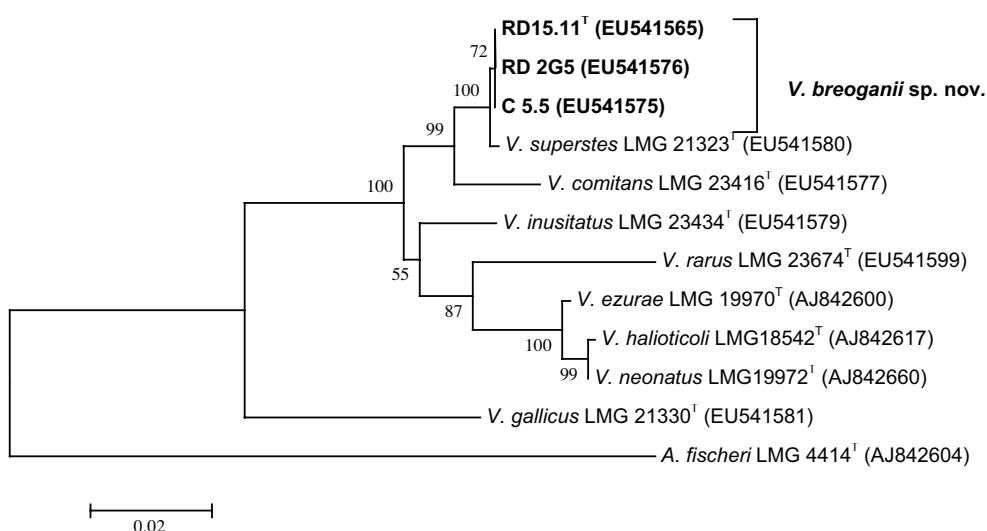 RD15.11ᵀ (EU541565)
72
RD 2G5 (EU541576)
V. breoganii sp. nov.
100
C 5.5 (EU541575)
99
V. superstes LMG 21323ᵀ (EU541580)
100
V. comitans LMG 23416ᵀ (EU541577)
V. inusitatus LMG 23434ᵀ (EU541579)
55
V. rarus LMG 23674ᵀ (EU541599)
87
V. ezurae LMG 19970ᵀ (AJ842600)
100
V. halioticoli LMG18542ᵀ (AJ842617)
99
V. neonatus LMG19972ᵀ (AJ842660)
V. gallicus LMG 21330ᵀ (EU541581)
A. fischeri LMG 4414ᵀ (AJ842604)
0.02